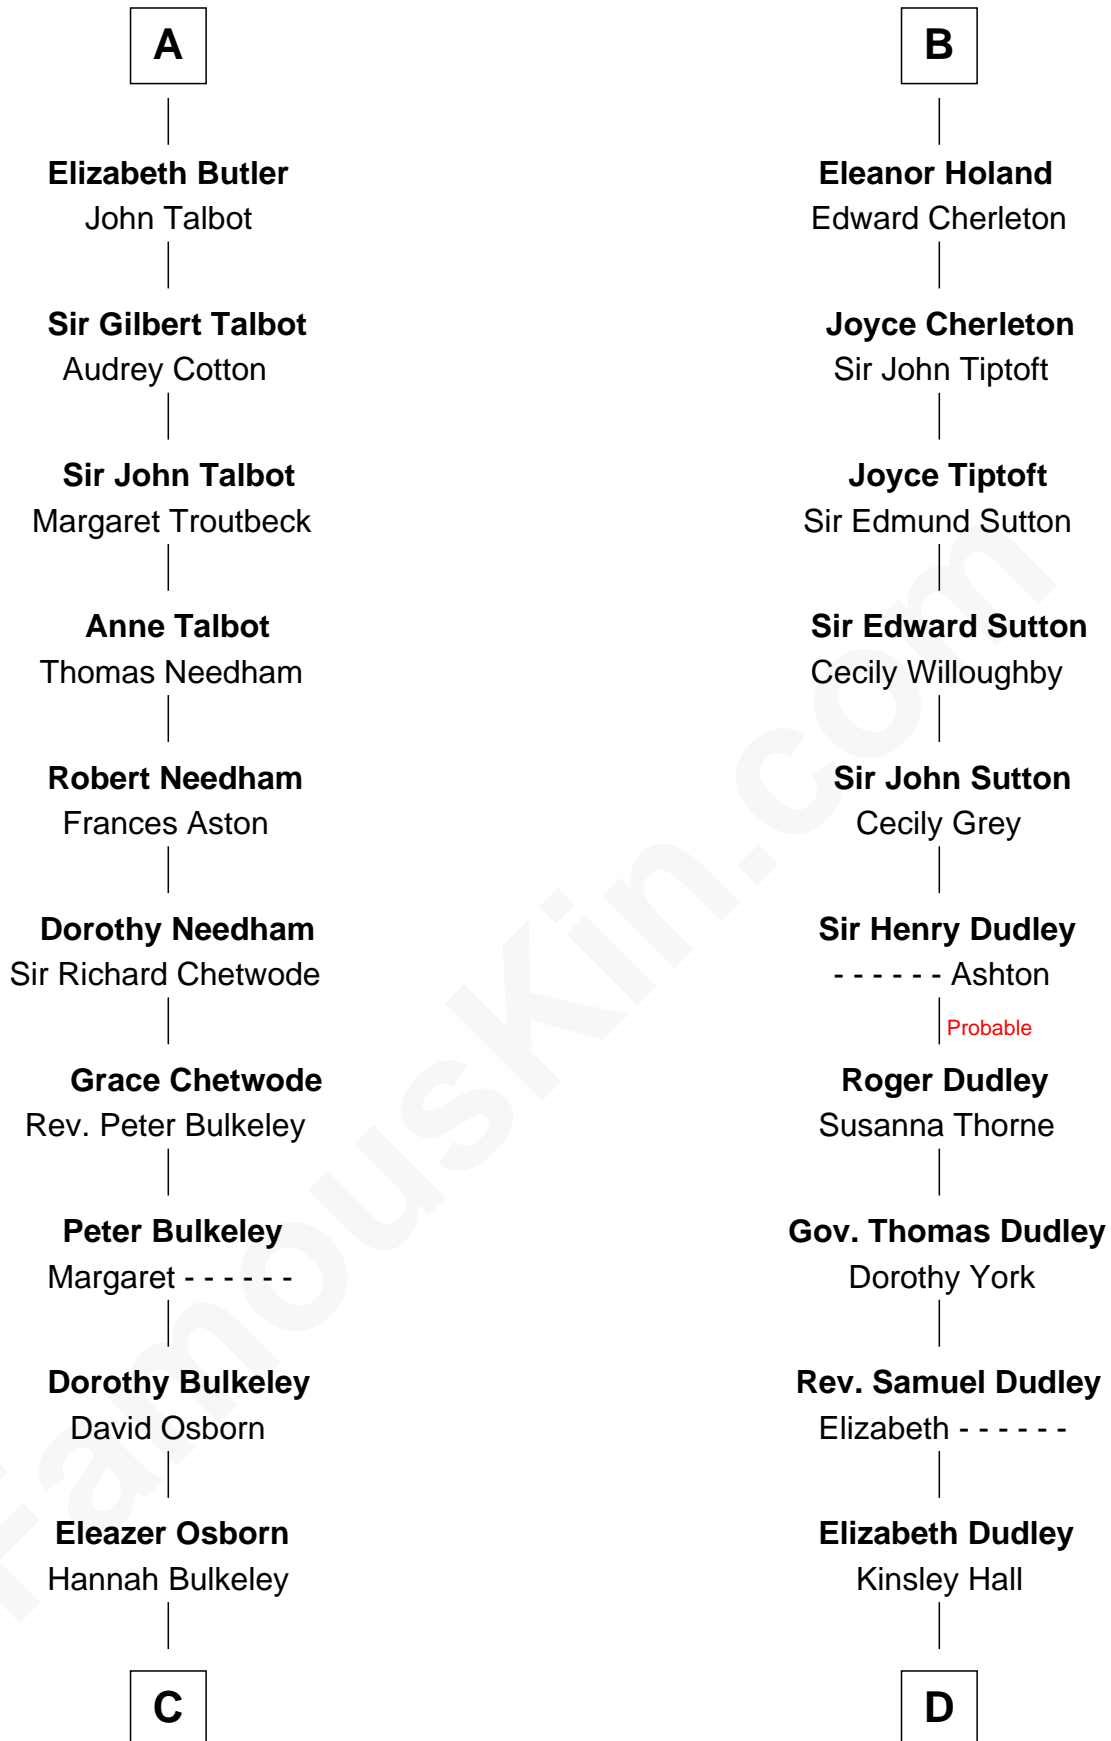 A
Elizabeth Butler
John Talbot
Sir Gilbert Talbot
Audrey Cotton
Sir John Talbot
Margaret Troutbeck
Anne Talbot
Thomas Needham
Robert Needham
Frances Aston
Dorothy Needham
Sir Richard Chetwode
Grace Chetwode
Rev. Peter Bulkeley
Peter Bulkeley
Margaret - - - - - -
Dorothy Bulkeley
David Osborn
Eleazer Osborn
Hannah Bulkeley
C
B
Eleanor Holand
Edward Cherleton
Joyce Cherleton
Sir John Tiptoft
Joyce Tiptoft
Sir Edmund Sutton
Sir Edward Sutton
Cecily Willoughby
Sir John Sutton
Cecily Grey
Sir Henry Dudley
- - - - - - Ashton
Probable
Roger Dudley
Susanna Thorne
Gov. Thomas Dudley
Dorothy York
Rev. Samuel Dudley
Elizabeth - - - - - -
Elizabeth Dudley
Kinsley Hall
D
FamousKin.com